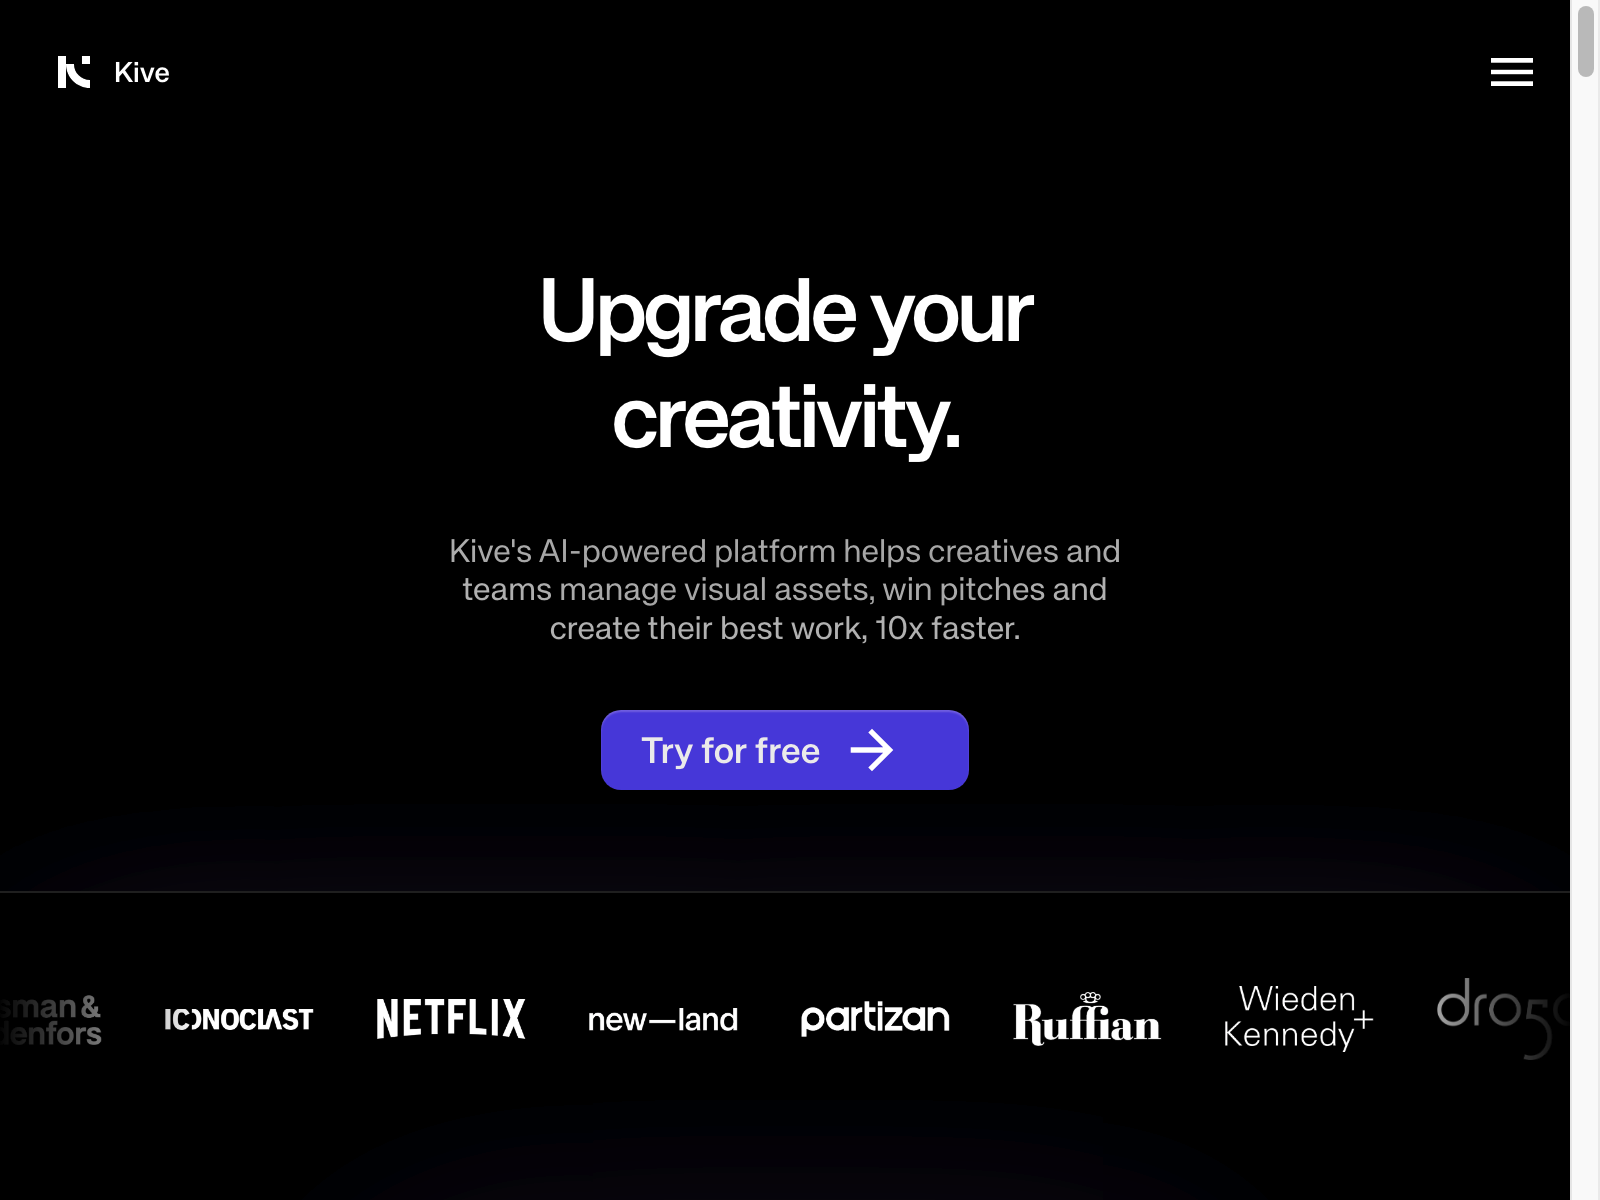 Kive
Upgrade your
creativity.
Kive's AI-powered platform helps creatives and
teams manage visual assets, win pitches and
create their best work, 10x faster.
Try for free
sman &
denfors
ICONOCLAST
NETFLIX
new—land
partizan
Ruffian
Wieden
Kennedy+
dro5